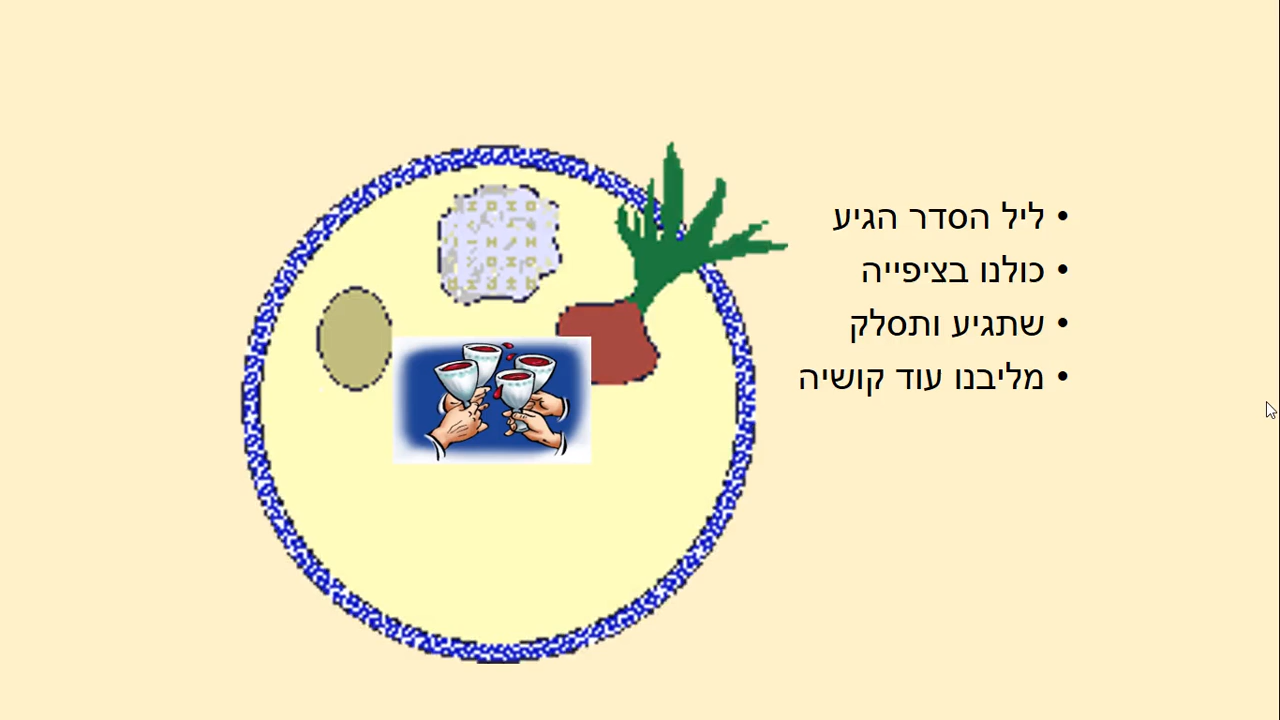 • ליל הסדר הגיע
• כולנו בציפייה
• שתגיע ותסלק
• מליבנו עוד קושיה